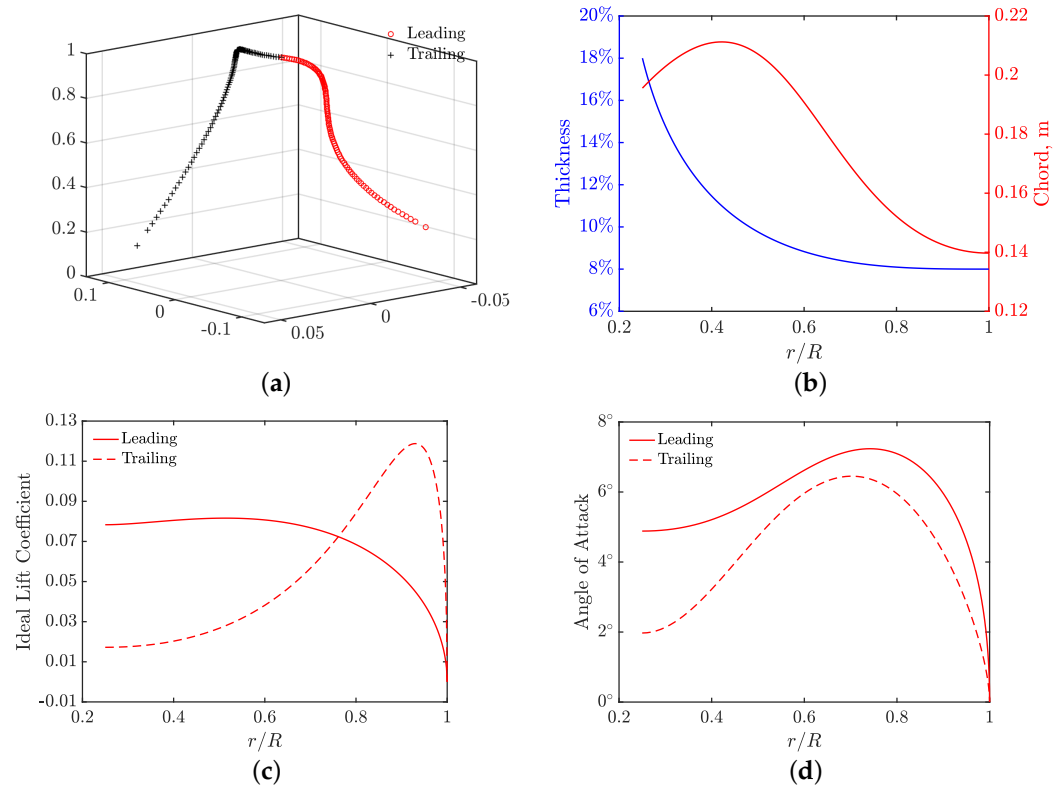 Leading
Trailing
1
0.8
0.6
0.4
0.2
0
0.1
0
-0.1
0.05
0
-0.05
(a)
20%
18%
16%
14%
12%
10%
8%
6%
Thickness
0.22
0.2
0.18
0.16
0.14
0.12
Chord, m
0.2 0.4 0.6 0.8 1
r/R
(b)
0.13
0.11
0.09
0.07
0.05
0.03
0.01
-0.01
Ideal Lift Coefficient
Leading
Trailing
0.2 0.4 0.6 0.8 1
r/R
(c)
8°
6°
4°
2°
0°
Angle of Attack
Leading
Trailing
0.2 0.4 0.6 0.8 1
r/R
(d)